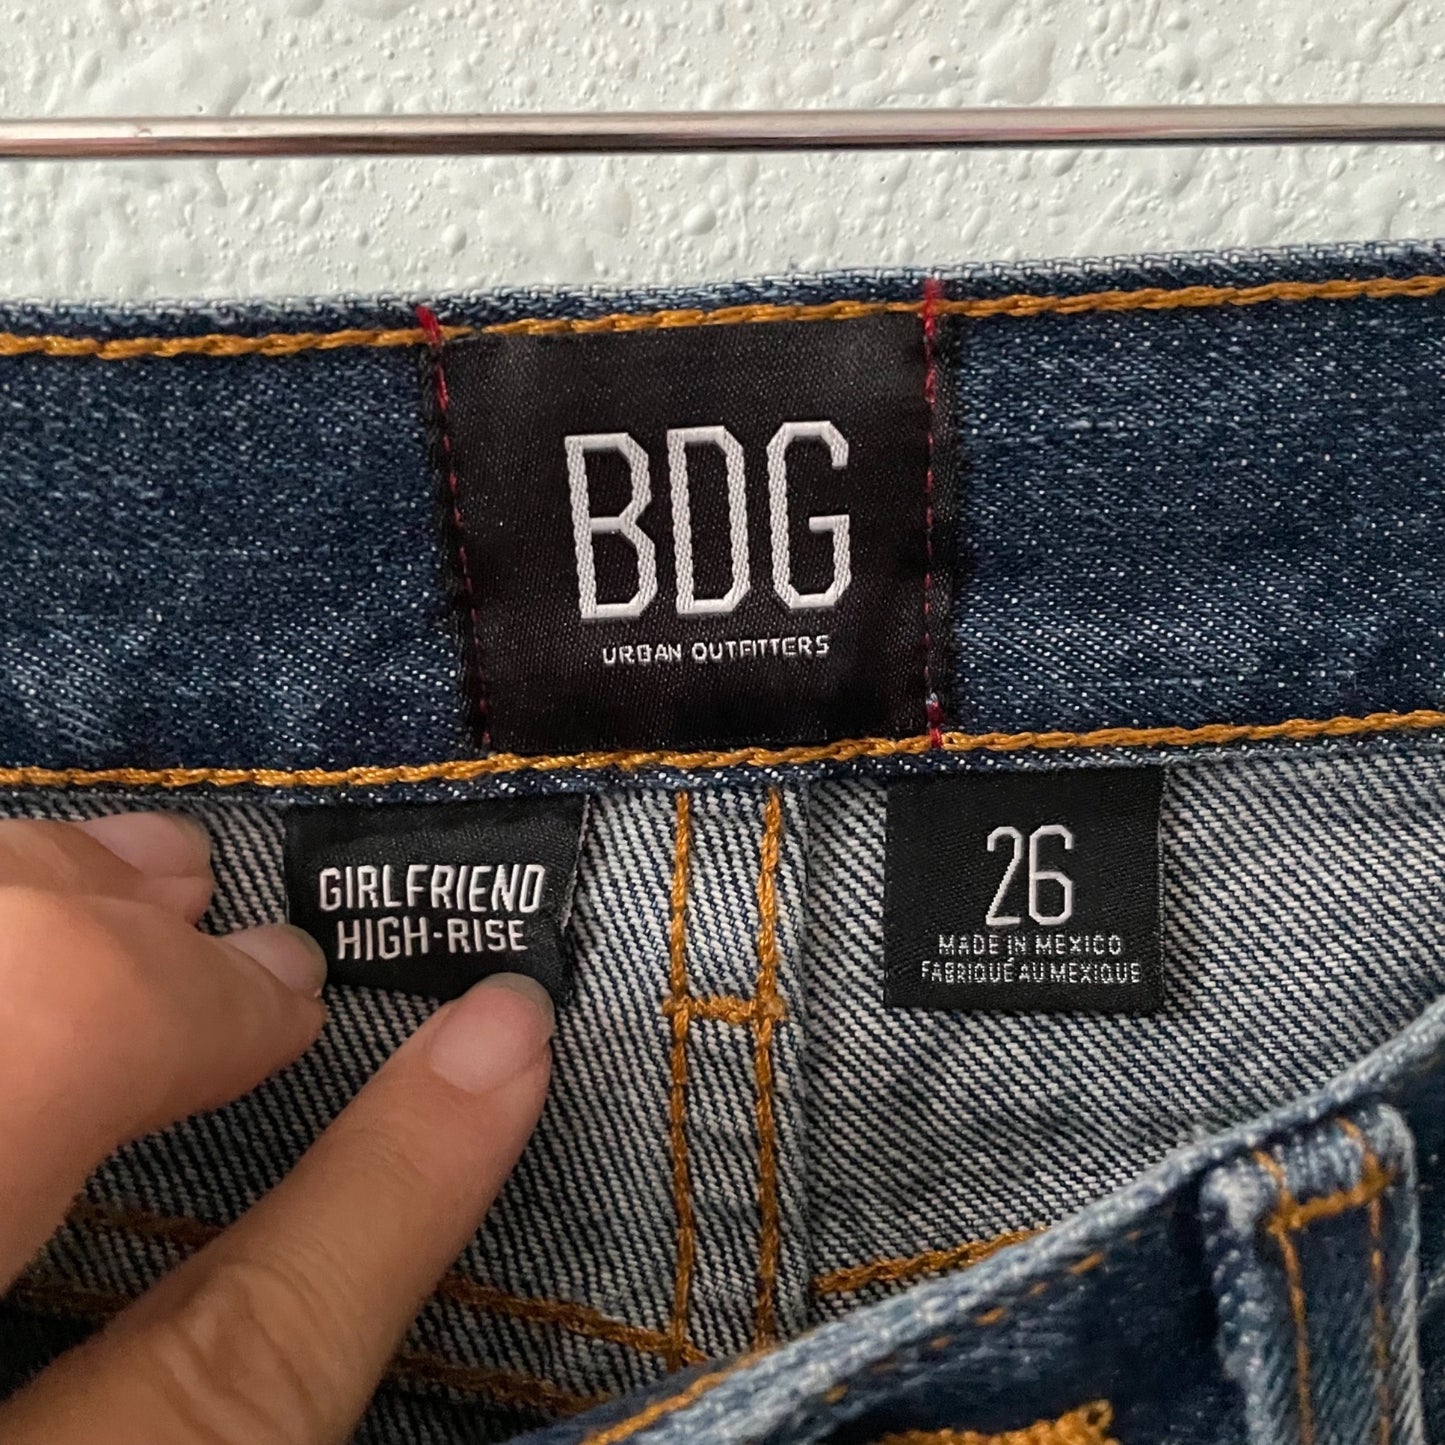 BDG
URBAN OUTFITTERS
GIRLFRIEND
HIGH-RISE
26
MADE IN MEXICO
FABRIQUÉ AU MEXIQUE